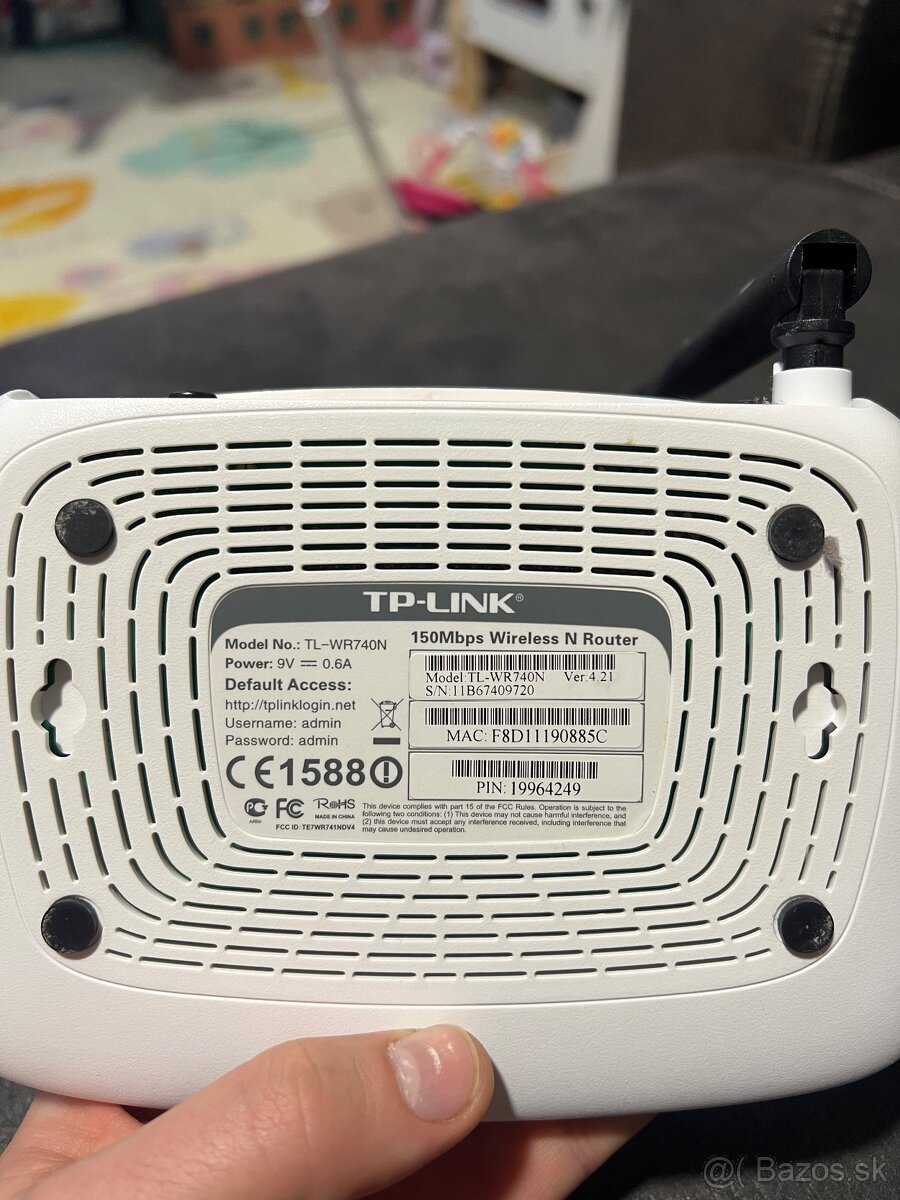 TP-LINK®
Model No.: TL-WR740N
Power: 9V ⎓ 0.6A
Default Access:
http://tplinklogin.net
Username: admin
Password: admin
CE1588
AR50
FC
RoHS
MADE IN CHINA
FCC ID: TE7WR741NDV4
150Mbps Wireless N Router
Model:TL-WR740N Ver:4.21
S/N:11B67409720
MAC: F8D11190885C
PIN: 19964249
This device complies with part 15 of the FCC Rules. Operation is subject to the
following two conditions: (1) This device may not cause harmful interference, and
(2) this device must accept any interference received, including interference that
may cause undesired operation.
@( Bazos.sk